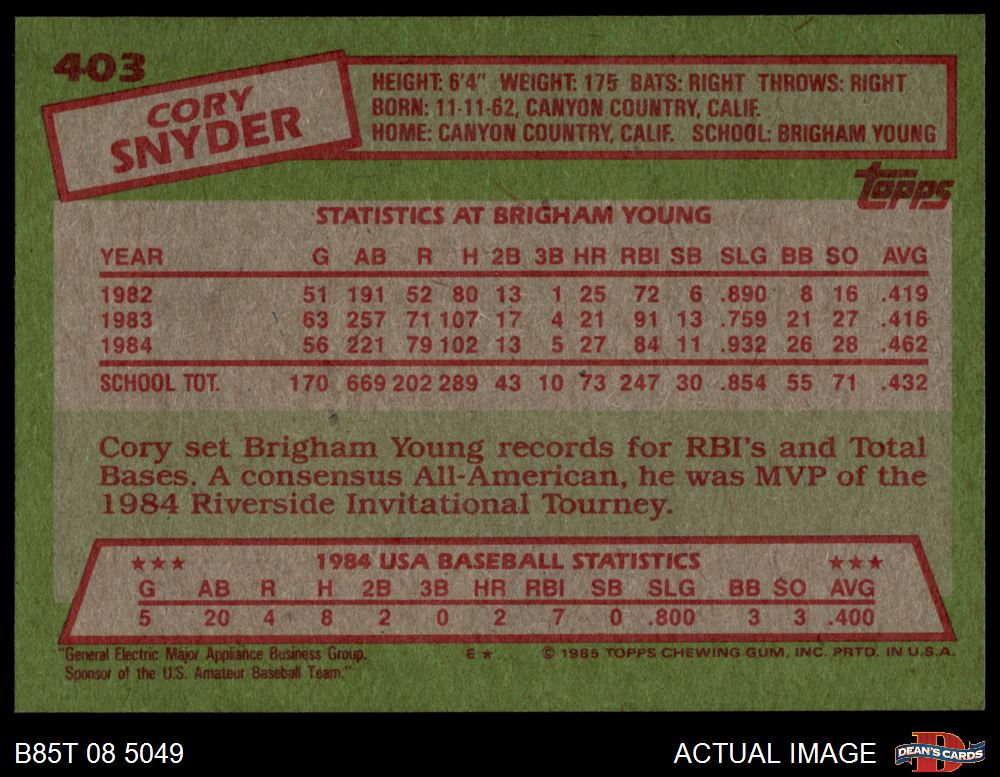 403
CORY
SNYDER
HEIGHT: 6'4" WEIGHT: 175 BATS: RIGHT THROWS: RIGHT
BORN: 11-11-62, CANYON COUNTRY, CALIF.
HOME: CANYON COUNTRY, CALIF. SCHOOL: BRIGHAM YOUNG
Topps
STATISTICS AT BRIGHAM YOUNG
YEAR G AB R H 2B 3B HR RBI SB SLG BB SO AVG
1982 51 191 52 80 13 1 25 72 6 .890 8 16 .419
1983 63 257 71 107 17 4 21 91 13 .759 21 27 .416
1984 56 221 79 102 13 5 27 84 11 .932 26 28 .462
SCHOOL TOT. 170 669 202 289 43 10 73 247 30 .854 55 71 .432
Cory set Brigham Young records for RBI's and Total
Bases. A consensus All-American, he was MVP of the
1984 Riverside Invitational Tourney.
★★★ 1984 USA BASEBALL STATISTICS ★★★
G AB R H 2B 3B HR RBI SB SLG BB SO AVG
5 20 4 8 2 0 2 7 0 .800 3 3 .400
"General Electric Major Appliance Business Group.
Sponsor of the U.S. Amateur Baseball Team."
E★ © 1985 TOPPS CHEWING GUM, INC. PRTD. IN U.S.A.
B85T 08 5049
ACTUAL IMAGE
D
DEAN'S CARDS